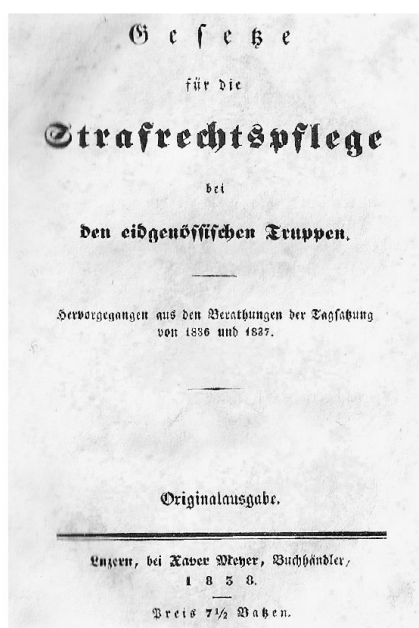 Gesetze
für die
Strafrechtspflege
bei
den eidgenössischen Truppen.
Hervorgegangen aus den Berathungen der Tagsatzung
von 1836 und 1837.
Originalausgabe.
Luzern, bei Xaver Meyer, Buchhändler,
1838.
Preis 7½ Batzen.